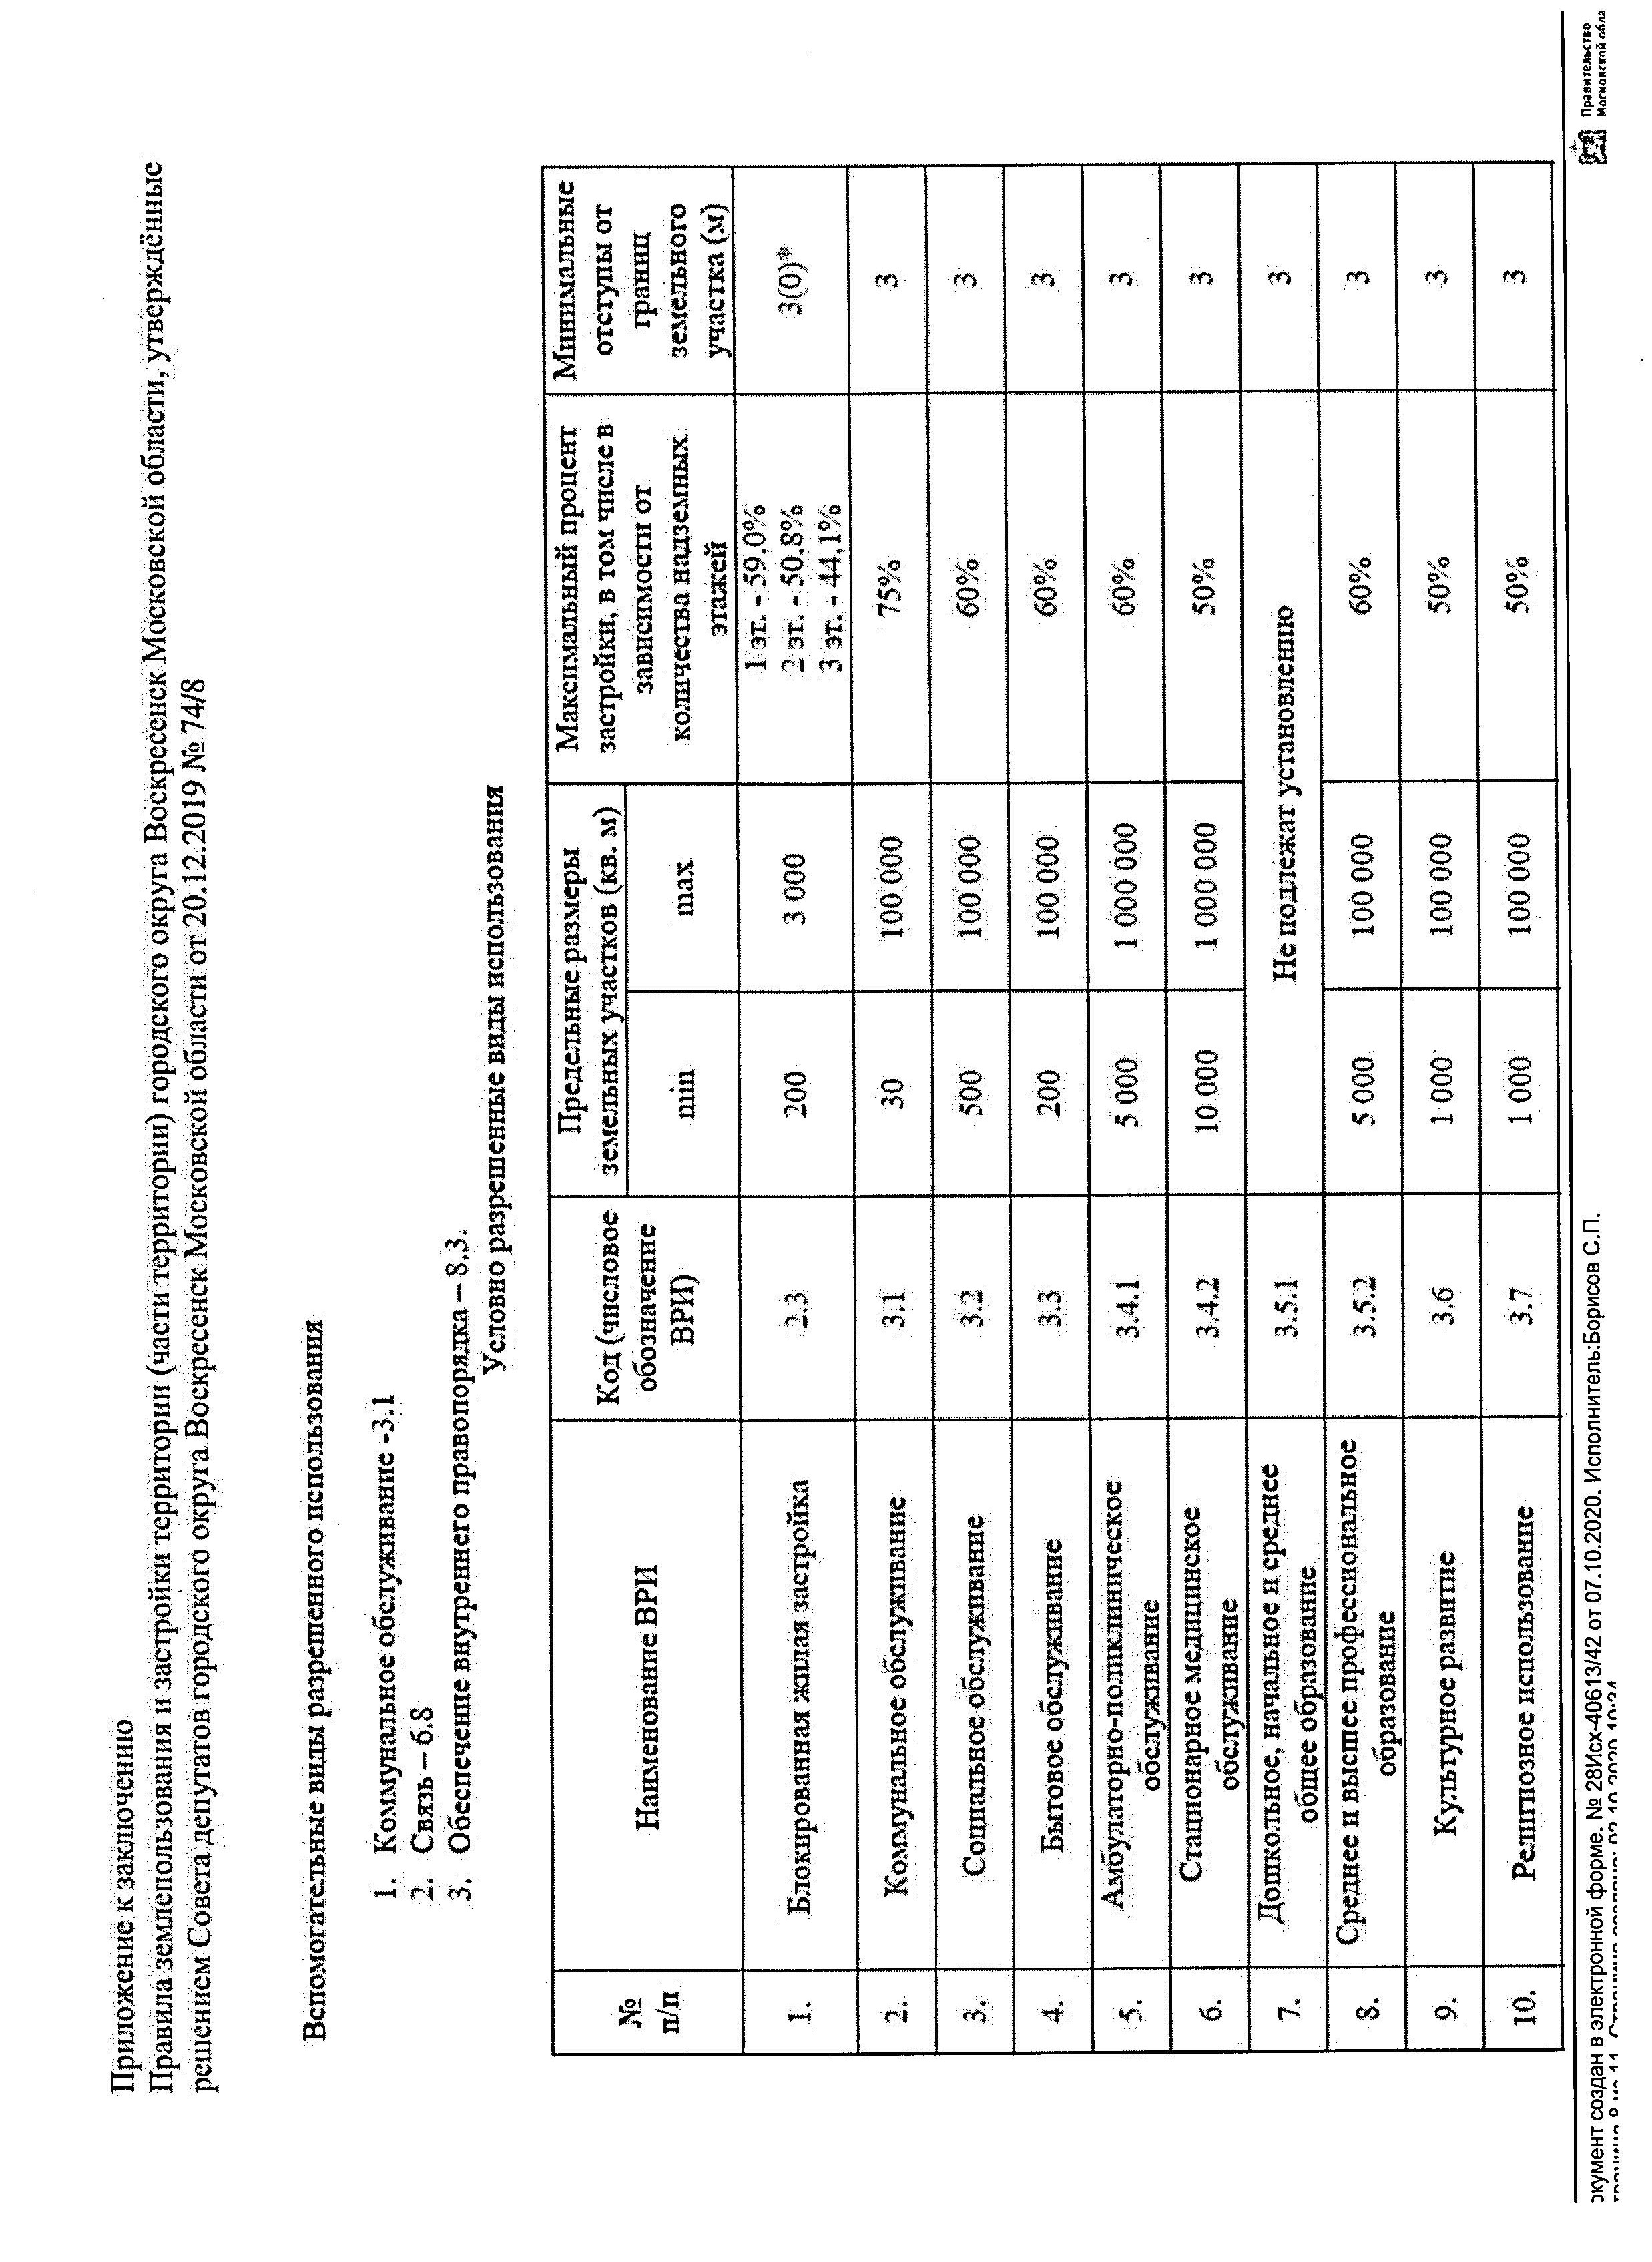 Приложение к заключению
Правила землепользования и застройки территории (части территории) городского округа Воскресенск Московской области, утверждённые
решением Совета депутатов городского округа Воскресенск Московской области от 20.12.2019 № 74/8
Вспомогательные виды разрешенного использования
1. Коммунальное обслуживание -3.1
2. Связь – 6.8
3. Обеспечение внутреннего правопорядка – 8.3.
Условно разрешенные виды использования
№ п/п
Наименование ВРИ
Код (числовое
обозначение
ВРИ)
Предельные размеры
земельных участков (кв. м)
min
max
Максимальный процент
застройки, в том числе в
зависимости от
количества надземных
этажей
Минимальные
отступы от
границ
земельного
участка (м)
1. Блокированная жилая застройка 2.3 200 3 000
1 эт. - 59.0%
2 эт. - 50.8%
3 эт. - 44,1%
3(0)*
2. Коммунальное обслуживание 3.1 30 100 000 75% 3
3. Социальное обслуживание 3.2 500 100 000 60% 3
4. Бытовое обслуживание 3.3 200 100 000 60% 3
5. Амбулаторно-поликлиническое
обслуживание
3.4.1 5 000 1 000 000 60% 3
6. Стационарное медицинское
обслуживание
3.4.2 10 000 1 000 000 50% 3
7. Дошкольное, начальное и среднее
общее образование
3.5.1 Не подлежат установлению 3
8. Среднее и высшее профессиональное
образование
3.5.2 5 000 100 000 60% 3
9. Культурное развитие 3.6 1 000 100 000 50% 3
10. Религиозное использование 3.7 1 000 100 000 50% 3
окумент создан в электронной форме. № 28Исх-40613/42 от 07.10.2020. Исполнитель:Борисов С.П.
Правительство
Московской обла